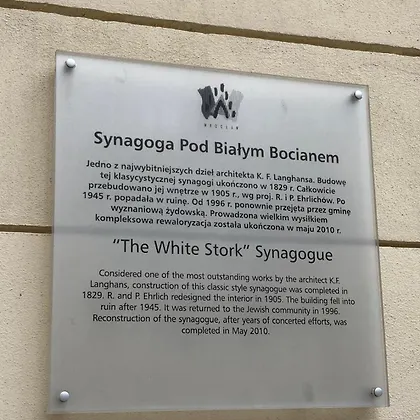 WROCŁAW
Synagoga Pod Białym Bocianem
Jedno z najwybitniejszych dzieł architekta K. F. Langhansa. Budowę
tej klasycystycznej synagogi ukończono w 1829 r. Całkowicie
przebudowano jej wnętrze w 1905 r., wg proj. R. i P. Ehrlichów. Po
1945 r. popadała w ruinę. Od 1996 r. ponownie przejęta przez gminę
wyznaniową żydowską. Prowadzona wielkim wysiłkiem
kompleksowa rewaloryzacja została ukończona w maju 2010 r.
"The White Stork" Synagogue
Considered one of the most outstanding works by the architect K.F.
Langhans, construction of this classic style synagogue was completed in
1829. R. and P. Ehrlich redesigned the interior in 1905. The building fell into
ruin after 1945. It was returned to the Jewish community in 1996.
Reconstruction of the synagogue, after years of concerted efforts, was
completed in May 2010.